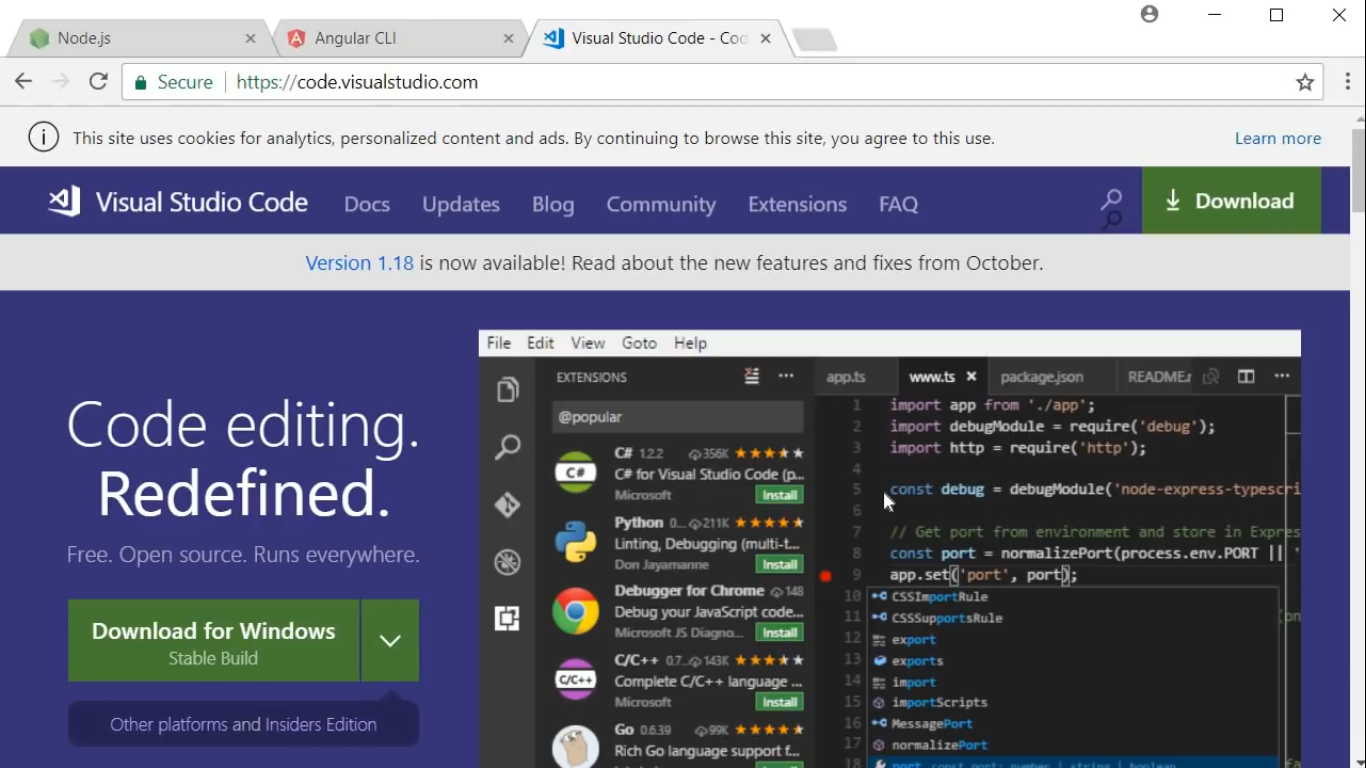 Node.js
Angular CLI
Visual Studio Code - Cod
Secure
https://code.visualstudio.com
This site uses cookies for analytics, personalized content and ads. By continuing to browse this site, you agree to this use.
Learn more
Visual Studio Code
Docs
Updates
Blog
Community
Extensions
FAQ
Download
Version 1.18 is now available! Read about the new features and fixes from October.
Code editing.
Redefined.
Free. Open source. Runs everywhere.
Download for Windows
Stable Build
Other platforms and Insiders Edition
File Edit View Goto Help
EXTENSIONS
@popular
C# 1.2.2 356K
C# for Visual Studio Code (p...
Microsoft
Install
Python 0... 211K
Linting, Debugging (multi-t...
Don Jayamanne
Install
Debugger for Chrome 148
Debug your JavaScript code...
Microsoft JS Diagno...
Install
C/C++ 0.7... 143K
C/C++
Complete C/C++ language ...
Microsoft
Install
Go 0.6.39 99K
Rich Go language support f...
app.ts
www.ts
package.json
README.r
1 import app from './app';
2 import debugModule = require('debug');
3 import http = require('http');
4
5 const debug = debugModule('node-express-typescri
6
7 // Get port from environment and store in Expres
8 const port = normalizePort(process.env.PORT || '
9 app.set('port', port);
10 CSSImportRule
11 CSSSupportsRule
12 export
13 exports
14 import
15 importScripts
16 MessagePort
17 normalizePort
18 port const port: number | string | boolean